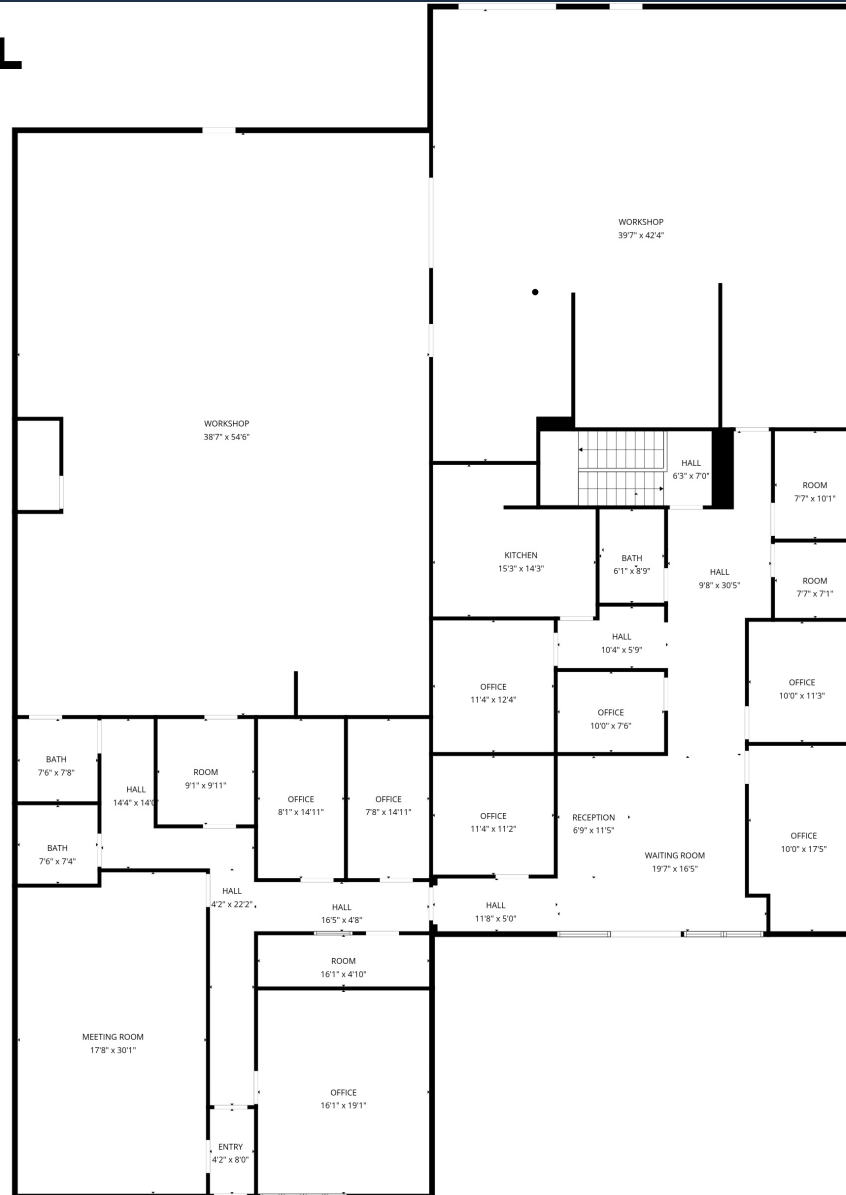 L
WORKSHOP
39'7" x 42'4"
WORKSHOP
38'7" x 54'6"
HALL
6'3" x 7'0"
ROOM
7'7" x 10'1"
KITCHEN
15'3" x 14'3"
BATH
6'1" x 8'9"
HALL
9'8" x 30'5"
ROOM
7'7" x 7'1"
HALL
10'4" x 5'9"
OFFICE
11'4" x 12'4"
OFFICE
10'0" x 11'3"
OFFICE
10'0" x 7'6"
BATH
7'6" x 7'8"
ROOM
9'1" x 9'11"
HALL
14'4" x 14'0"
OFFICE
8'1" x 14'11"
OFFICE
7'8" x 14'11"
OFFICE
11'4" x 11'2"
RECEPTION
6'9" x 11'5"
WAITING ROOM
19'7" x 16'5"
OFFICE
10'0" x 17'5"
BATH
7'6" x 7'4"
HALL
4'2" x 22'2"
HALL
16'5" x 4'8"
HALL
11'8" x 5'0"
ROOM
16'1" x 4'10"
MEETING ROOM
17'8" x 30'1"
OFFICE
16'1" x 19'1"
ENTRY
4'2" x 8'0"